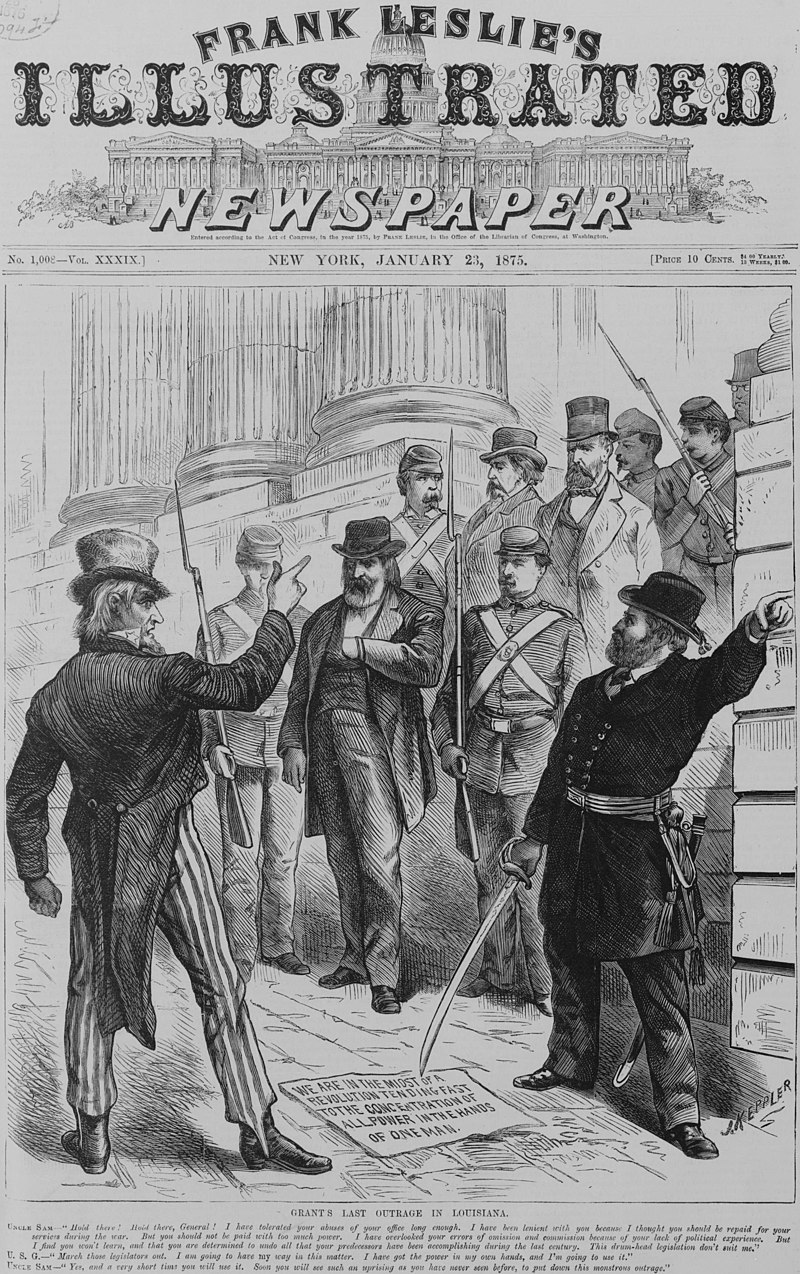 FRANK LESLIE'S
ILLUSTRATED
NEWSPAPER
Entered according to the Act of Congress, in the year 1875, by FRANK LESLIE, in the Office of the Librarian of Congress, at Washington.
No. 1,008—VOL. XXXIX.] NEW YORK, JANUARY 23, 1875. [PRICE 10 CENTS. $4 00 YEARLY. 13 WEEKS, $1 00.
WE ARE IN THE MIDST OF A
REVOLUTION TENDING FAST
TO THE CONCENTRATION OF
ALL POWER IN THE HANDS
OF ONE MAN.
J. KEPPLER
GRANT'S LAST OUTRAGE IN LOUISIANA.
UNCLE SAM—"Hold there! Hold there, General! I have tolerated your abuses of your office long enough. I have been lenient with you because I thought you should be repaid for your
services during the war. But you should not be paid with too much power. I have overlooked your errors of omission and commission because of your lack of political experience. But
I find you won't learn, and that you are determined to undo all that your predecessors have been accomplishing during the last century. This drum-head legislation don't suit me."
U. S. G.—"March those legislators out. I am going to have my way in this matter. I have got the power in my own hands, and I'm going to use it."
UNCLE SAM—"Yes, and a very short time you will use it. Soon you will see such an uprising as you have never seen before, to put down this monstrous outrage."